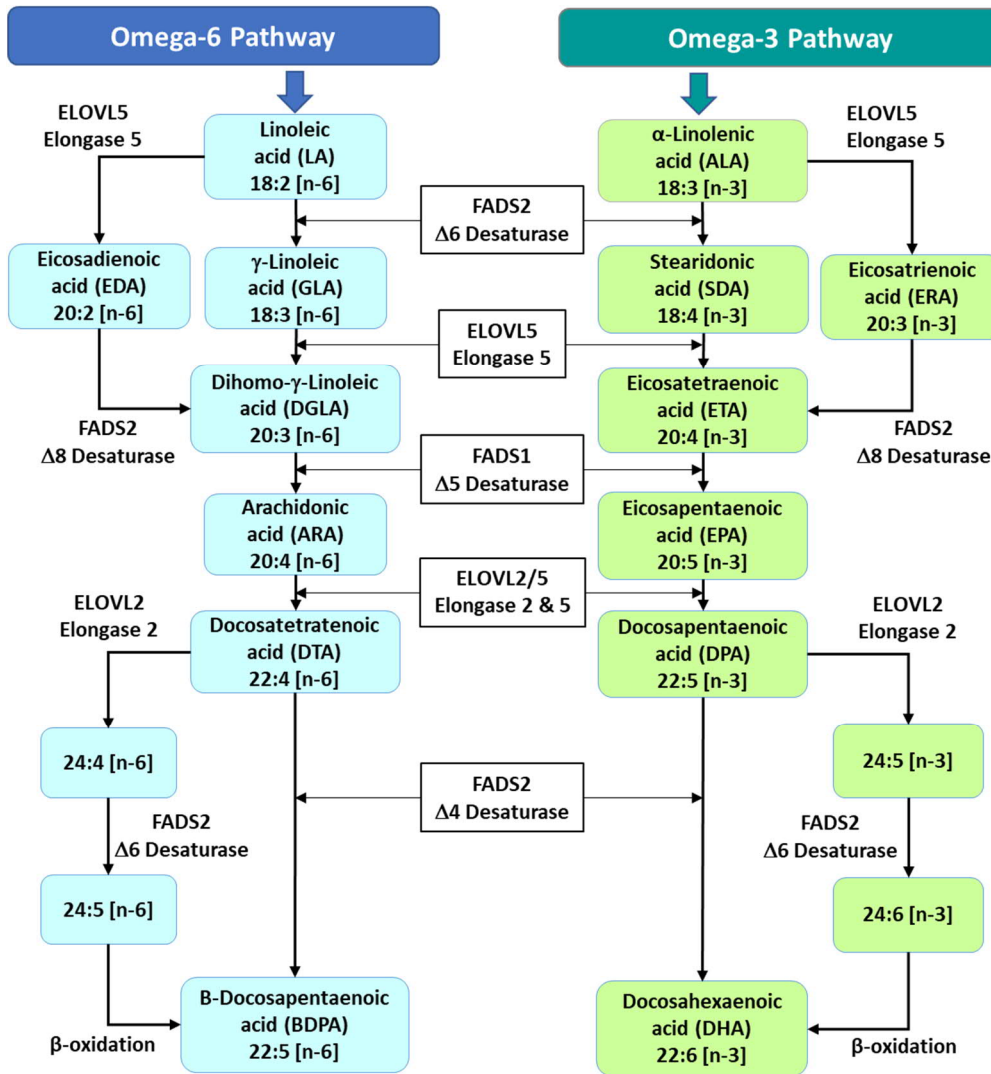 Omega-6 Pathway
Omega-3 Pathway
ELOVL5
Elongase 5
Linoleic
acid (LA)
18:2 [n-6]
α-Linolenic
acid (ALA)
18:3 [n-3]
ELOVL5
Elongase 5
FADS2
Δ6 Desaturase
Eicosadienoic
acid (EDA)
20:2 [n-6]
γ-Linoleic
acid (GLA)
18:3 [n-6]
Stearidonic
acid (SDA)
18:4 [n-3]
Eicosatrienoic
acid (ERA)
20:3 [n-3]
ELOVL5
Elongase 5
Dihomo-γ-Linoleic
acid (DGLA)
20:3 [n-6]
Eicosatetraenoic
acid (ETA)
20:4 [n-3]
FADS2
Δ8 Desaturase
FADS1
Δ5 Desaturase
FADS2
Δ8 Desaturase
Arachidonic
acid (ARA)
20:4 [n-6]
Eicosapentaenoic
acid (EPA)
20:5 [n-3]
ELOVL2/5
Elongase 2 & 5
ELOVL2
Elongase 2
Docosatetratenoic
acid (DTA)
22:4 [n-6]
Docosapentaenoic
acid (DPA)
22:5 [n-3]
ELOVL2
Elongase 2
24:4 [n-6]
24:5 [n-3]
FADS2
Δ4 Desaturase
FADS2
Δ6 Desaturase
FADS2
Δ6 Desaturase
24:5 [n-6]
24:6 [n-3]
B-Docosapentaenoic
acid (BDPA)
22:5 [n-6]
Docosahexaenoic
acid (DHA)
22:6 [n-3]
β-oxidation
β-oxidation